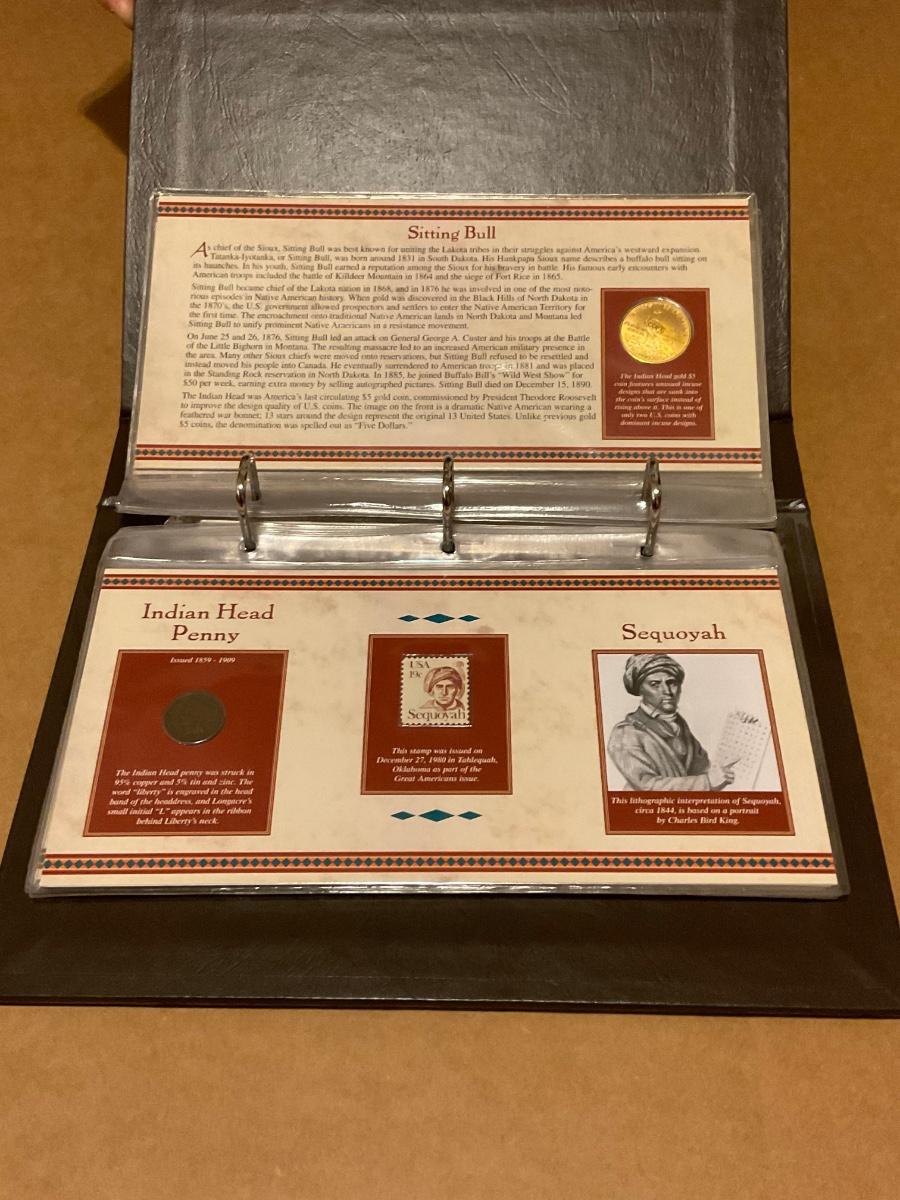 Sitting Bull
As chief of the Sioux, Sitting Bull was best known for uniting the Lakota tribes in their struggles against America's westward expansion.
Tatanka-Iyotanka, or Sitting Bull, was born around 1831 in South Dakota. His Hunkpapa Sioux name describes a buffalo bull sitting on
its haunches. In his youth, Sitting Bull earned a reputation among the Sioux for his bravery in battle. His famous early encounters with
American troops included the battle of Killdeer Mountain in 1864 and the siege of Fort Rice in 1865.
Sitting Bull became chief of the Lakota nation in 1868, and in 1876 he was involved in one of the most noto-
rious episodes in Native American history. When gold was discovered in the Black Hills of North Dakota in
the 1870's, the U.S. government allowed prospectors and settlers to enter the Native American Territory for
the first time. The encroachment onto traditional Native American lands in North Dakota and Montana led
Sitting Bull to unify prominent Native Americans in a resistance movement.
On June 25 and 26, 1876, Sitting Bull led an attack on General George A. Custer and his troops at the Battle
of the Little Bighorn in Montana. The resulting massacre led to an increased American military presence in
the area. Many other Sioux chiefs were moved onto reservations, but Sitting Bull refused to be resettled and
instead moved his people into Canada. He eventually surrendered to American troops in 1881 and was placed
in the Standing Rock reservation in North Dakota. In 1885, he joined Buffalo Bill's "Wild West Show" for
$50 per week, earning extra money by selling autographed pictures. Sitting Bull died on December 15, 1890.
The Indian Head was America's last circulating $5 gold coin, commissioned by President Theodore Roosevelt
to improve the design quality of U.S. coins. The image on the front is a dramatic Native American wearing a
feathered war bonnet; 13 stars around the design represent the original 13 United States. Unlike previous gold
$5 coins, the denomination was spelled out as "Five Dollars."
The Indian Head gold $5
coin features unusual incuse
designs that are sunk into
the coin's surface instead of
rising above it. This is one of
only two U.S. coins with
dominant incuse designs.
Indian Head
Penny
Issued 1859 - 1909
The Indian Head penny was struck in
95% copper and 5% tin and zinc. The
word "liberty" is engraved in the head
band of the headdress, and Longacre's
small initial "L" appears in the ribbon
behind Liberty's neck.
USA
19c
Sequoyah
This stamp was issued on
December 27, 1980 in Tahlequah,
Oklahoma as part of the
Great Americans issue.
Sequoyah
This lithographic interpretation of Sequoyah,
circa 1844, is based on a portrait
by Charles Bird King.